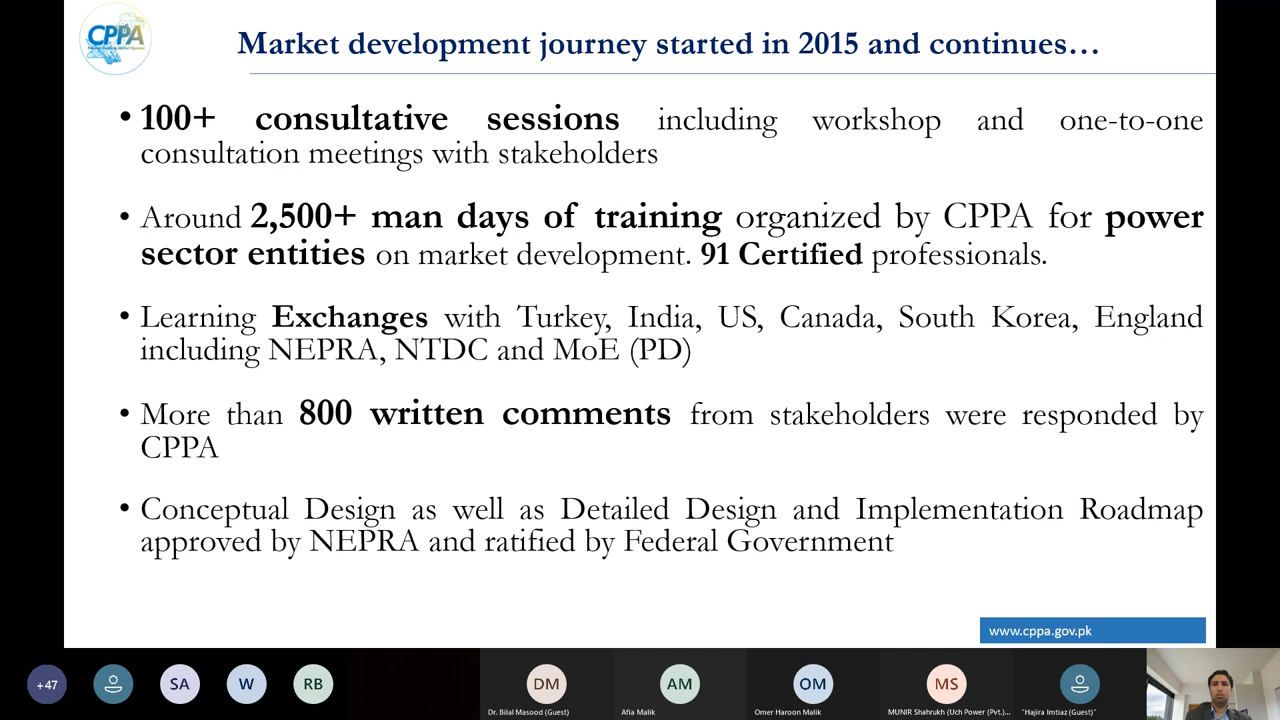 CPPA
Market development journey started in 2015 and continues…
• 100+ consultative sessions including workshop and one-to-one
consultation meetings with stakeholders
• Around 2,500+ man days of training organized by CPPA for power
sector entities on market development. 91 Certified professionals.
• Learning Exchanges with Turkey, India, US, Canada, South Korea, England
including NEPRA, NTDC and MoE (PD)
• More than 800 written comments from stakeholders were responded by
CPPA
• Conceptual Design as well as Detailed Design and Implementation Roadmap
approved by NEPRA and ratified by Federal Government
www.cppa.gov.pk
+47 SA W RB DM AM OM MS
Dr. Bilal Masood (Guest) Afia Malik Omer Haroon Malik MUNIR Shahrukh (Uch Power (Pvt.)... "Hajira Imtiaz (Guest)"